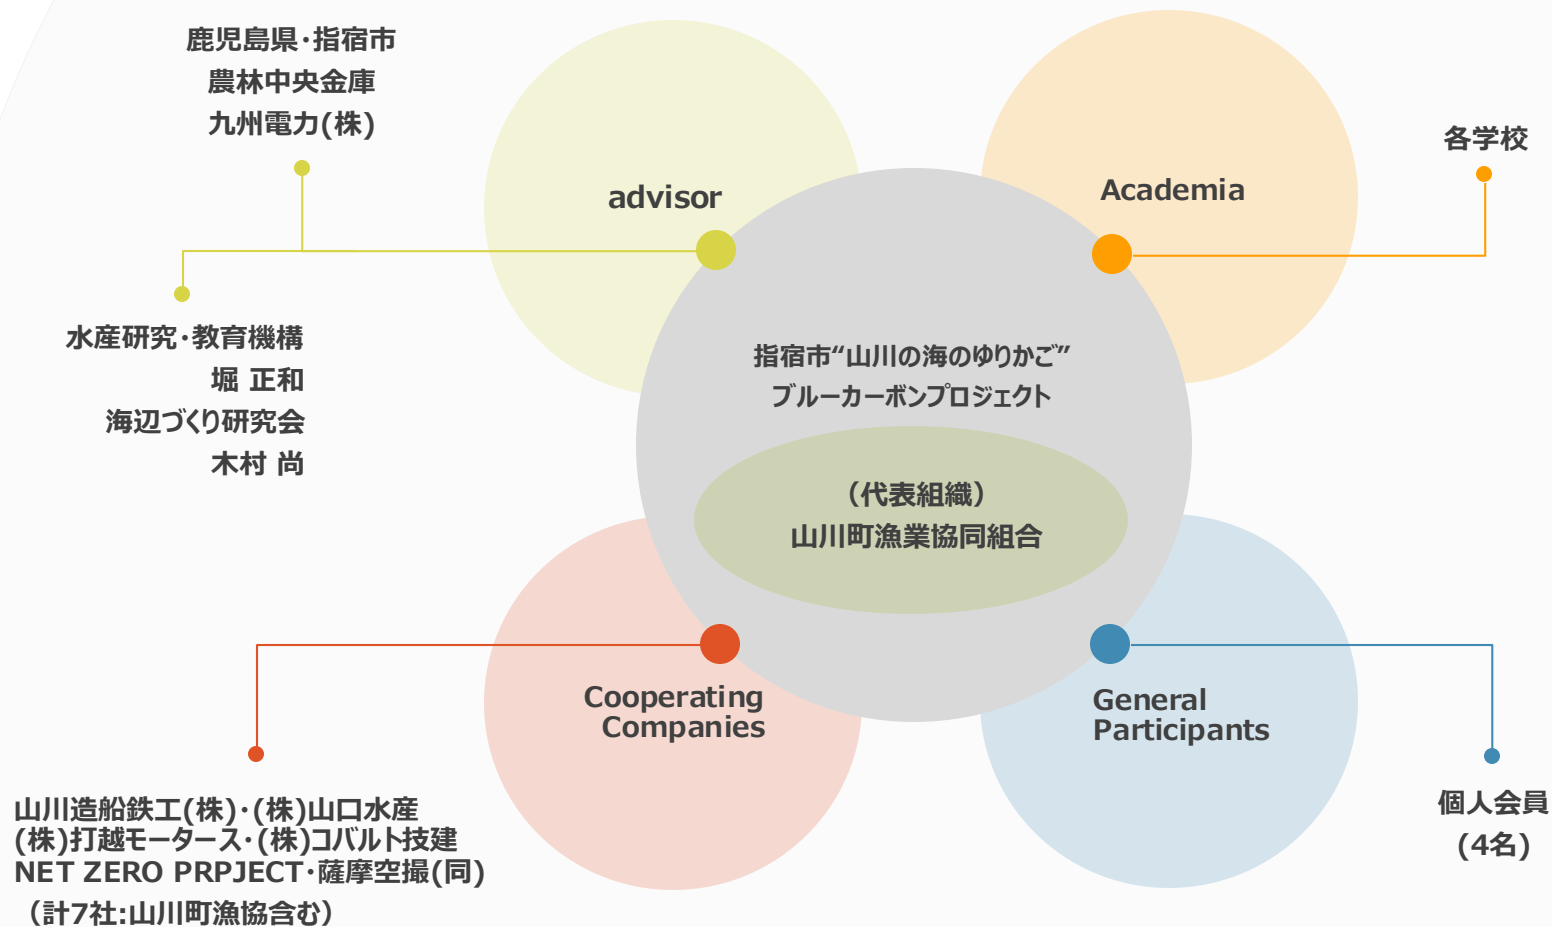 鹿児島県・指宿市
農林中央金庫
九州電力(株)
advisor
水産研究・教育機構
堀 正和
海辺づくり研究会
木村 尚
Academia
各学校
指宿市“山川の海のゆりかご”
ブルーカーボンプロジェクト
（代表組織）
山川町漁業協同組合
Cooperating
Companies
山川造船鉄工(株)・(株)山口水産
(株)打越モータース・(株)コバルト技建
NET ZERO PRPJECT・薩摩空撮(同)
（計7社:山川町漁協含む）
General
Participants
個人会員
(4名)